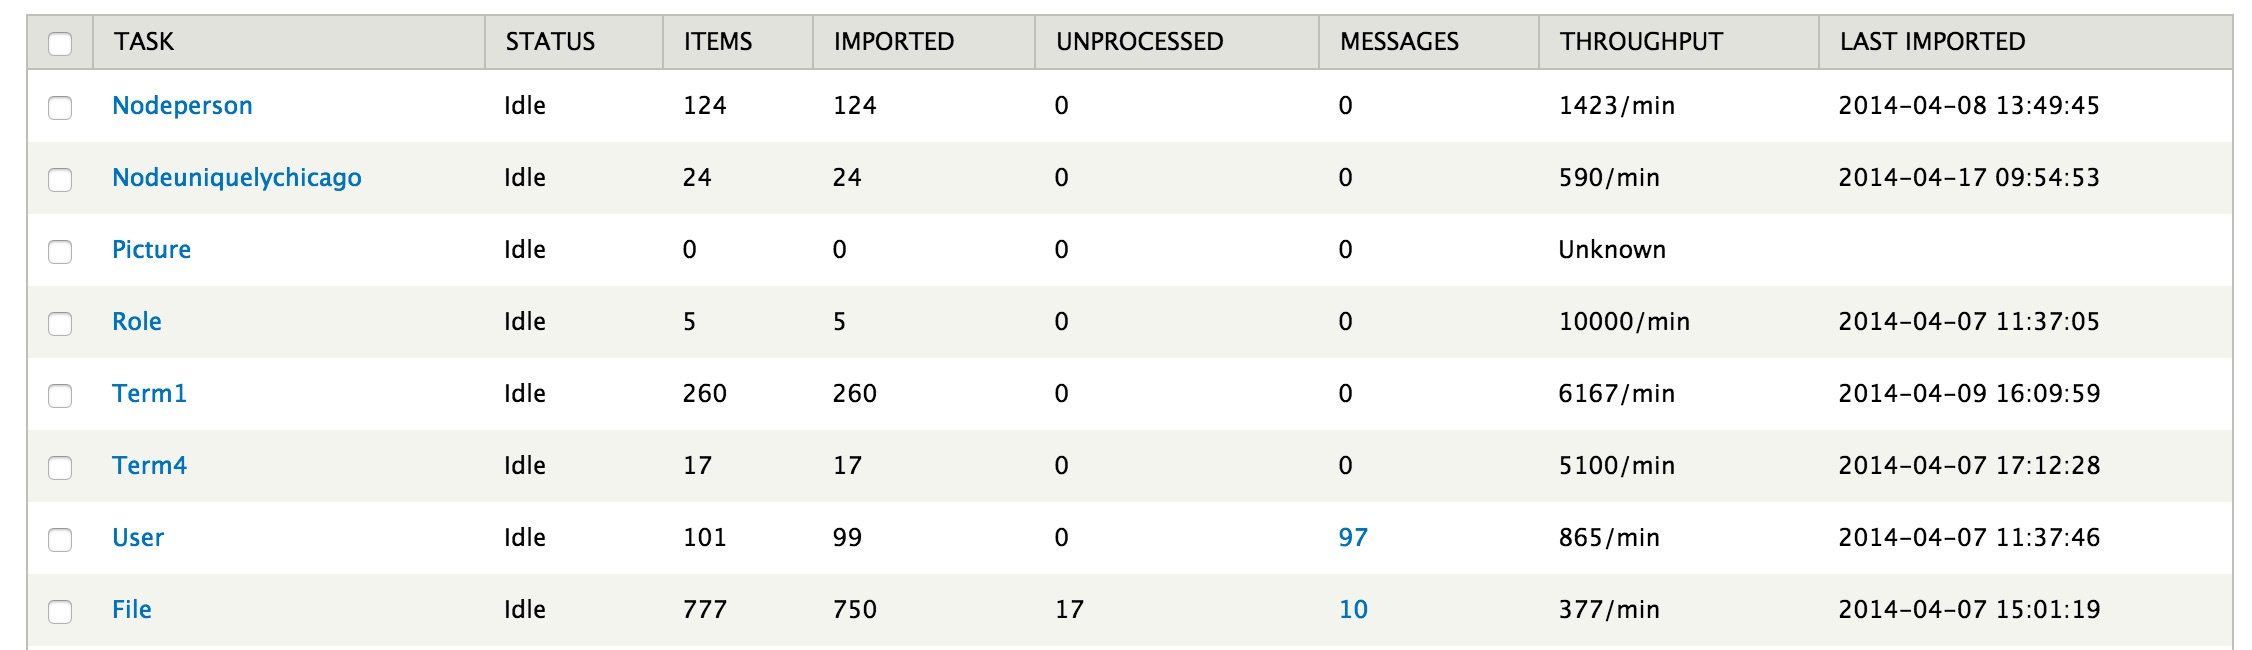 TASK STATUS ITEMS IMPORTED UNPROCESSED MESSAGES THROUGHPUT LAST IMPORTED
Nodeperson Idle 124 124 0 0 1423/min 2014-04-08 13:49:45
Nodeuniquelychicago Idle 24 24 0 0 590/min 2014-04-17 09:54:53
Picture Idle 0 0 0 0 Unknown
Role Idle 5 5 0 0 10000/min 2014-04-07 11:37:05
Term1 Idle 260 260 0 0 6167/min 2014-04-09 16:09:59
Term4 Idle 17 17 0 0 5100/min 2014-04-07 17:12:28
User Idle 101 99 0 97 865/min 2014-04-07 11:37:46
File Idle 777 750 17 10 377/min 2014-04-07 15:01:19